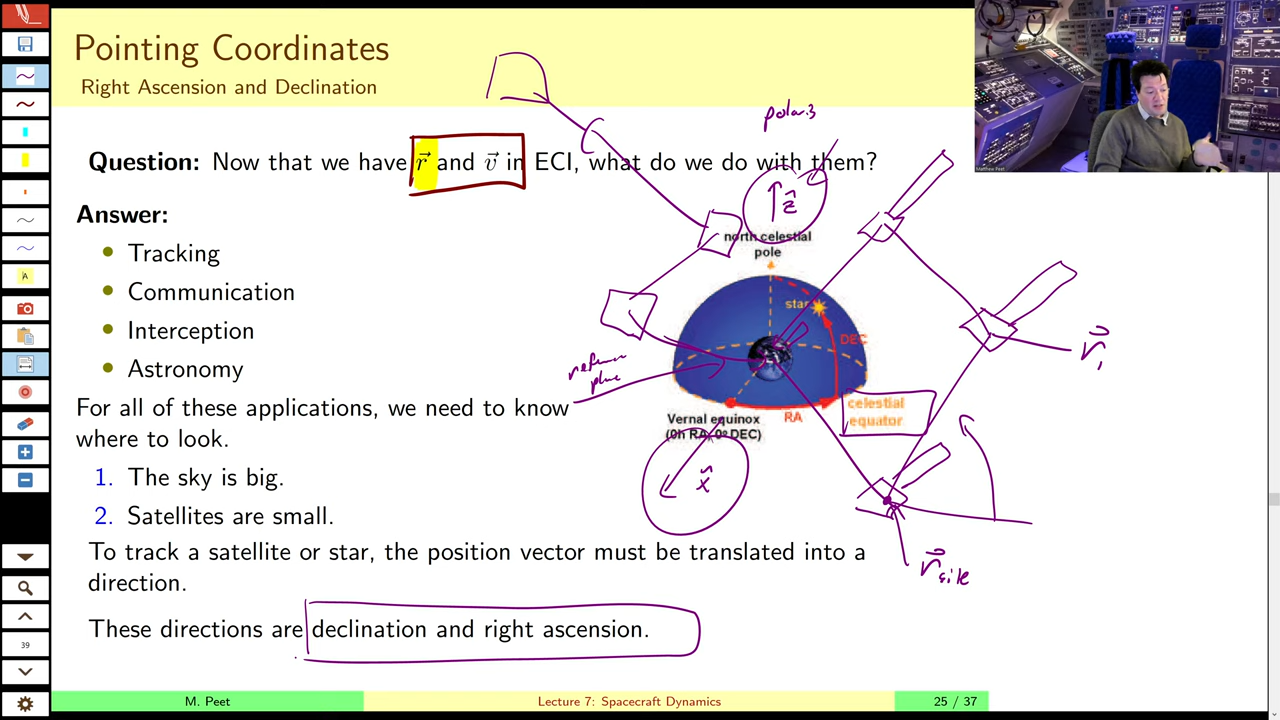 Pointing Coordinates
Right Ascension and Declination
polaris
Question: Now that we have r⃗ and v⃗ in ECI, what do we do with them?
Answer:
ẑ
north celestial
pole
• Tracking
• Communication
• Interception
• Astronomy
star
DEC
r⃗₁
reference
plane
celestial
equator
RA
Vernal equinox
(0h RA, 0° DEC)
x̂
For all of these applications, we need to know
where to look.
1. The sky is big.
2. Satellites are small.
To track a satellite or star, the position vector must be translated into a
direction.
r⃗site
These directions are declination and right ascension.
39
M. Peet
Lecture 7: Spacecraft Dynamics
25 / 37
Matthew Peet
A